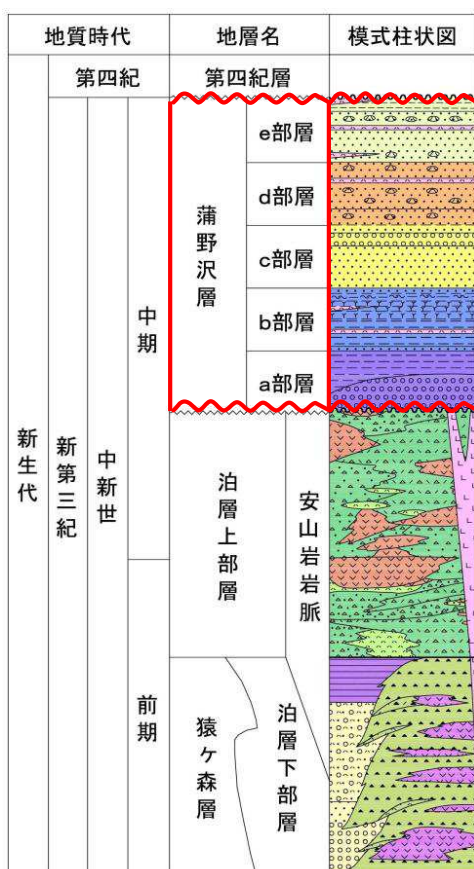 地質時代
地層名
模式柱状図
第四紀
第四紀層
新生代
新第三紀
中新世
中期
前期
蒲野沢層
e部層
d部層
c部層
b部層
a部層
泊層上部層
安山岩岩脈
猿ヶ森層
泊層下部層